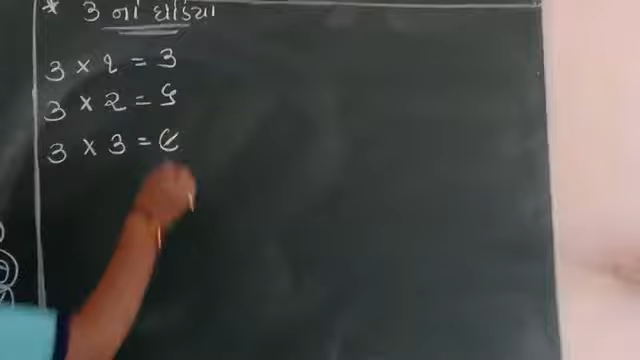 * ૩ નો ઘડિયા
૩ × ૧ = ૩
૩ × ૨ = ૬
૩ × ૩ = ૯